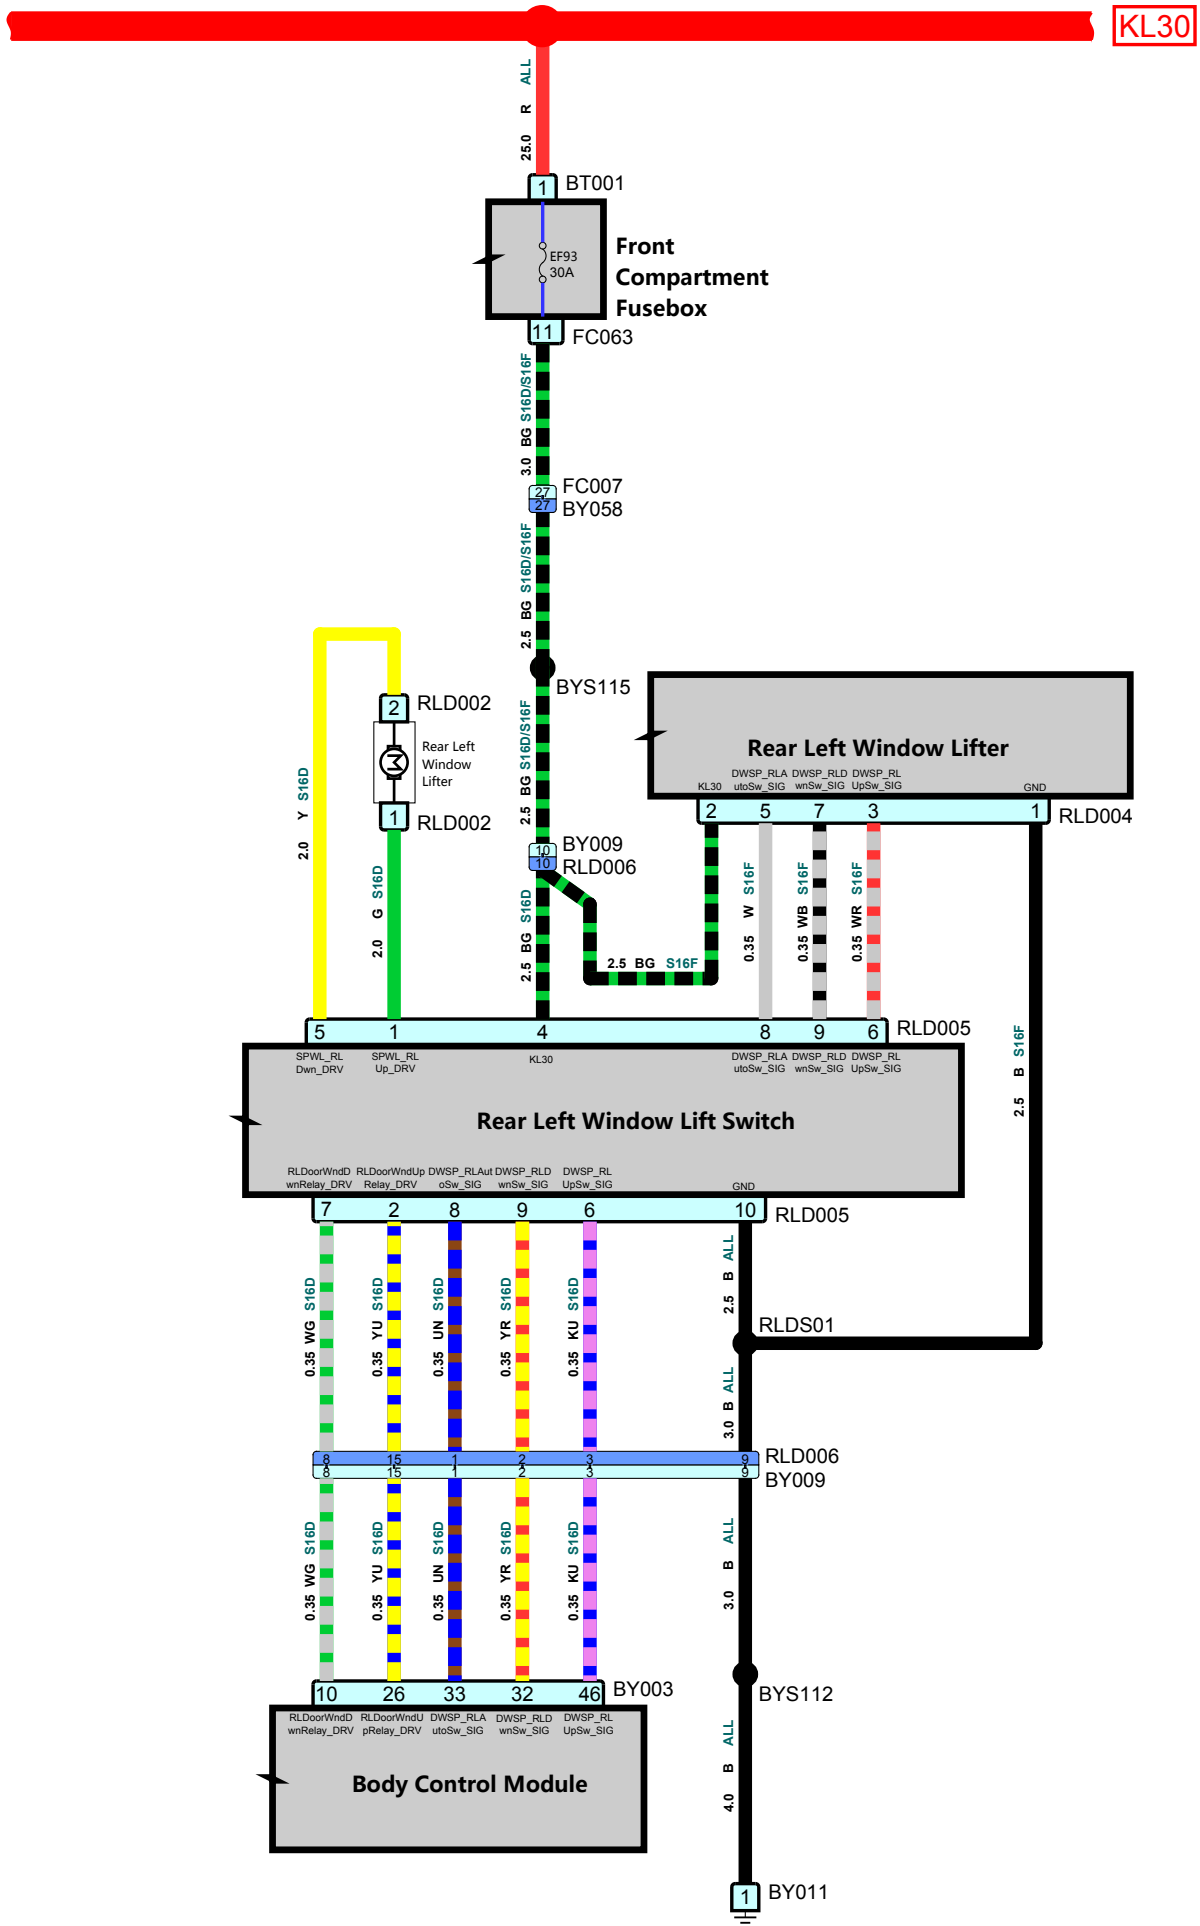 KL30
25.0 R ALL
1 BT001
EF93
30A
Front
Compartment
Fusebox
11 FC063
3.0 BG S16D/S16F
27 FC007
27 BY058
2.5 BG S16D/S16F
BYS115
2.0 Y S16D
2 RLD002
Rear Left
Window
Lifter
1 RLD002
2.0 G S16D
2.5 BG S16D/S16F
10 BY009
10 RLD006
2.5 BG S16D
2.5 BG S16F
Rear Left Window Lifter
KL30
DWSP_RLA
utoSw_SIG
DWSP_RLD
wnSw_SIG
DWSP_RL
UpSw_SIG
GND
2 5 7 3 1 RLD004
0.35 W S16F
0.35 WB S16F
0.35 WR S16F
2.5 B S16F
5 1 4 8 9 6 RLD005
SPWL_RL
Dwn_DRV
SPWL_RL
Up_DRV
KL30
DWSP_RLA
utoSw_SIG
DWSP_RLD
wnSw_SIG
DWSP_RL
UpSw_SIG
Rear Left Window Lift Switch
RLDoorWndD
wnRelay_DRV
RLDoorWndUp
Relay_DRV
DWSP_RLAut
oSw_SIG
DWSP_RLD
wnSw_SIG
DWSP_RL
UpSw_SIG
GND
7 2 8 9 6 10 RLD005
0.35 WG S16D
0.35 YU S16D
0.35 UN S16D
0.35 YR S16D
0.35 KU S16D
2.5 B ALL
RLDS01
3.0 B ALL
8 15 1 2 3 9 RLD006
8 15 1 2 3 9 BY009
0.35 WG S16D
0.35 YU S16D
0.35 UN S16D
0.35 YR S16D
0.35 KU S16D
3.0 B ALL
10 26 33 32 46 BY003
BYS112
RLDoorWndD
wnRelay_DRV
RLDoorWndU
pRelay_DRV
DWSP_RLA
utoSw_SIG
DWSP_RLD
wnSw_SIG
DWSP_RL
UpSw_SIG
Body Control Module
4.0 B ALL
1 BY011